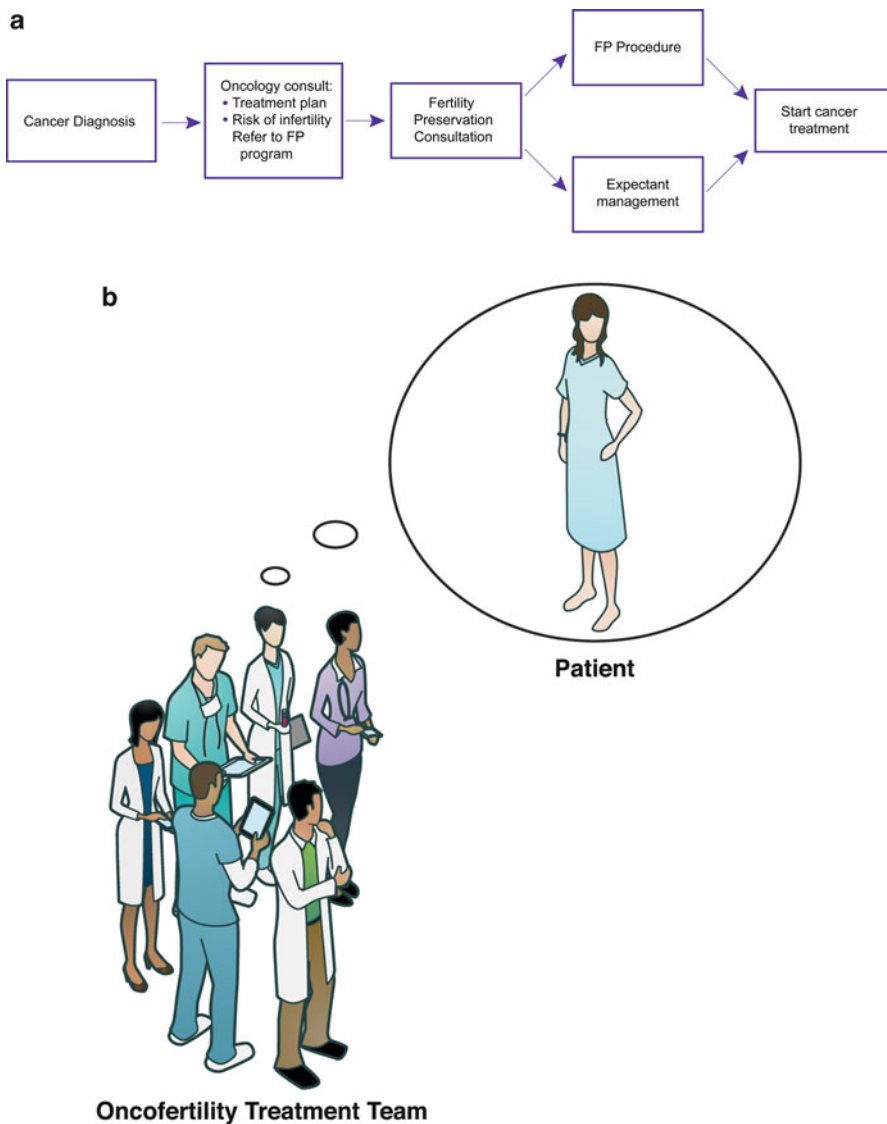 a
Cancer Diagnosis
Oncology consult:
• Treatment plan
• Risk of infertility
Refer to FP
program
Fertility
Preservation
Consultation
FP Procedure
Expectant
management
Start cancer
treatment
b
Patient
Oncofertility Treatment Team